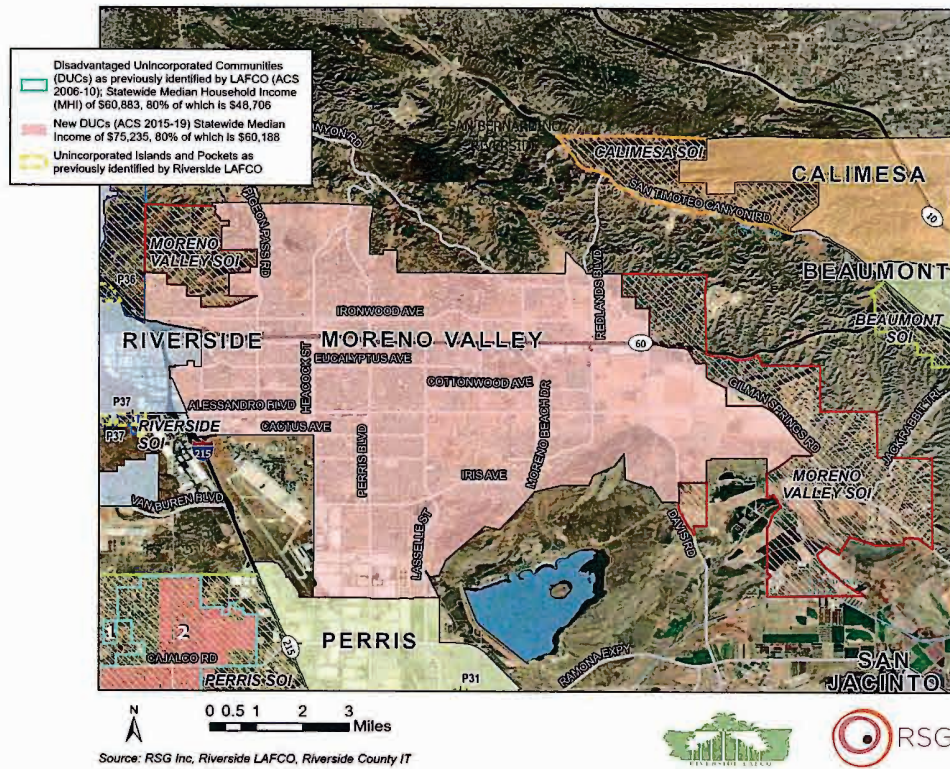 Disadvantaged Unincorporated Communities
(DUCs) as previously identified by LAFCO (ACS
2006-10); Statewide Median Household Income
(MHI) of $60,883, 80% of which is $48,706
New DUCs (ACS 2015-19) Statewide Median
Income of $75,235, 80% of which is $60,188
Unincorporated Islands and Pockets as
previously identified by Riverside LAFCO
SAN BERNARDINO
RIVERSIDE
CALIMESA SOI
CALIMESA
SAN TIMOTEO CANYON RD
10
PIGEON PASS RD
MORENO
VALLEY SOI
BEAUMONT
P36
REDLANDS BLVD
IRONWOOD AVE
BEAUMONT
SOI
RIVERSIDE
MORENO VALLEY
60
HEACOCK ST
EUCALYPTUS AVE
COTTONWOOD AVE
GILMAN SPRINGS RD
P37
ALESSANDRO BLVD
MORENO BEACH DR
JACK RABBIT TRL
P37
RIVERSIDE
SOI
CACTUS AVE
215
PERRIS BLVD
IRIS AVE
MORENO
VALLEY SOI
VAN BUREN BLVD
LASSELLE ST
DAVIS RD
1
2
PERRIS
215
CAJALCO RD
PERRIS SOI
P31
RAMONA EXPY
SAN
JACINTO
N
0 0.5 1 2 3
Miles
Source: RSG Inc, Riverside LAFCO, Riverside County IT
RIVERSIDE LAFCO
RSG